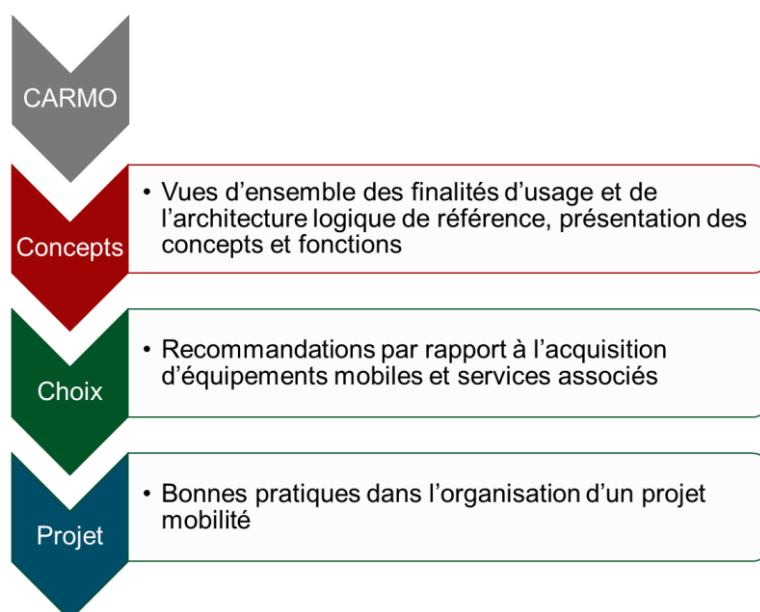 CARMO
Concepts
• Vues d’ensemble des finalités d’usage et de
l’architecture logique de référence, présentation des
concepts et fonctions
Choix
• Recommandations par rapport à l’acquisition
d’équipements mobiles et services associés
Projet
• Bonnes pratiques dans l’organisation d’un projet
mobilité